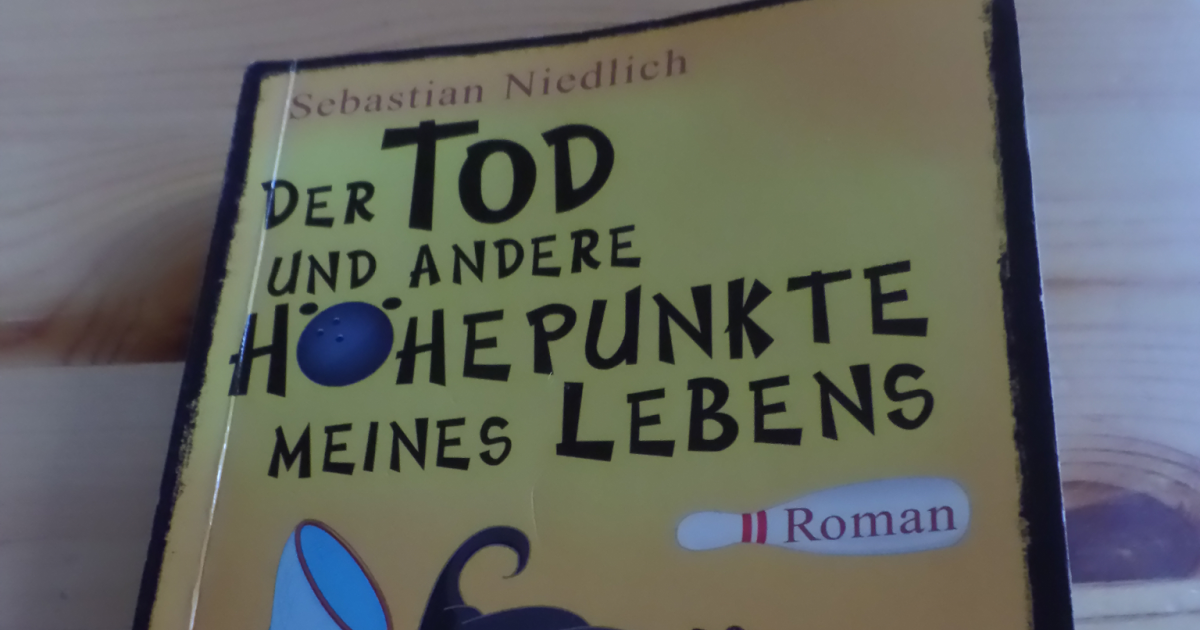 Sebastian Niedlich
DER TOD
UND ANDERE
HÖHEPUNKTE
MEINES LEBENS
Roman